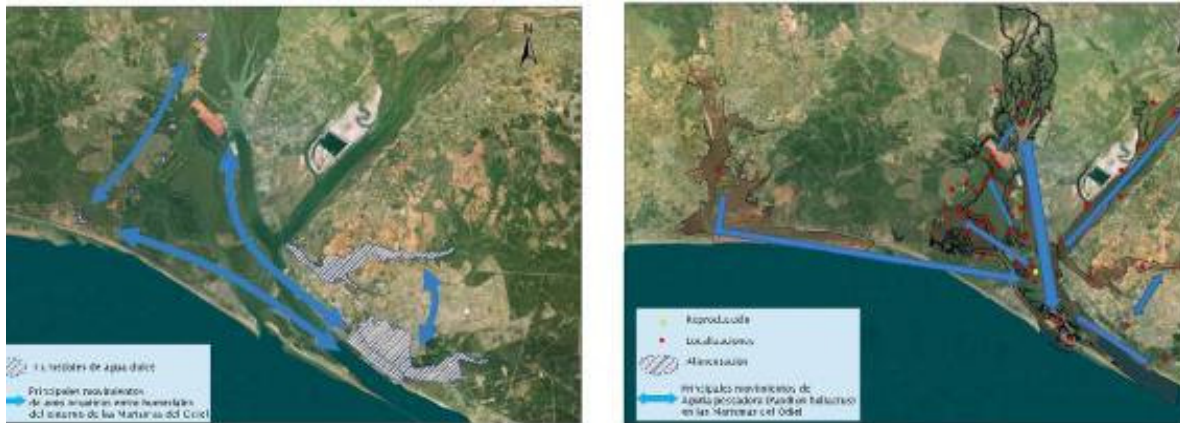 N
Humedales de agua dulce
Principales movimientos
de aves acuáticas entre humedales
del entorno de las Marismas del Odiel
Reproducción
Localizaciones
Alimentación
Principales movimientos de
Águila pescadora (Pandion haliaetus)
en las Marismas del Odiel